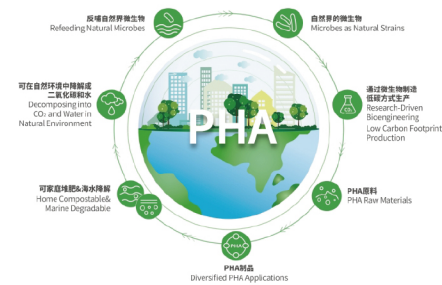 反哺自然界微生物
Refeeding Natural Microbes
自然界的微生物
Microbes as Natural Strains
可在自然环境中降解成
二氧化碳和水
Decomposing into
CO₂ and Water in
Natural Environment
通过微生物制造
低碳方式生产
Research-Driven
Bioengineering
Low Carbon Footprint
Production
PHA
可家庭堆肥&海水降解
Home Compostable&
Marine Degradable
PHA原料
PHA Raw Materials
PHA
PHA制品
Diversified PHA Applications